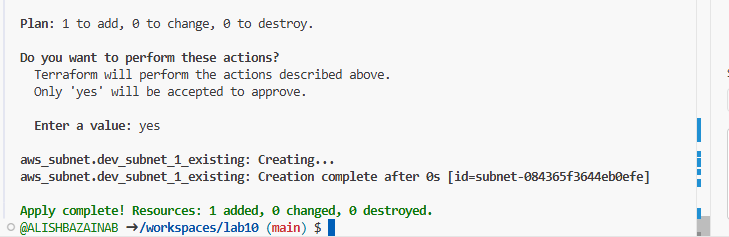 Plan: 1 to add, 0 to change, 0 to destroy.
Do you want to perform these actions?
Terraform will perform the actions described above.
Only 'yes' will be accepted to approve.
Enter a value: yes
aws_subnet.dev_subnet_1_existing: Creating...
aws_subnet.dev_subnet_1_existing: Creation complete after 0s [id=subnet-084365f3644eb0efe]
Apply complete! Resources: 1 added, 0 changed, 0 destroyed.
@ALISHBAZAINAB ➜/workspaces/lab10 (main) $